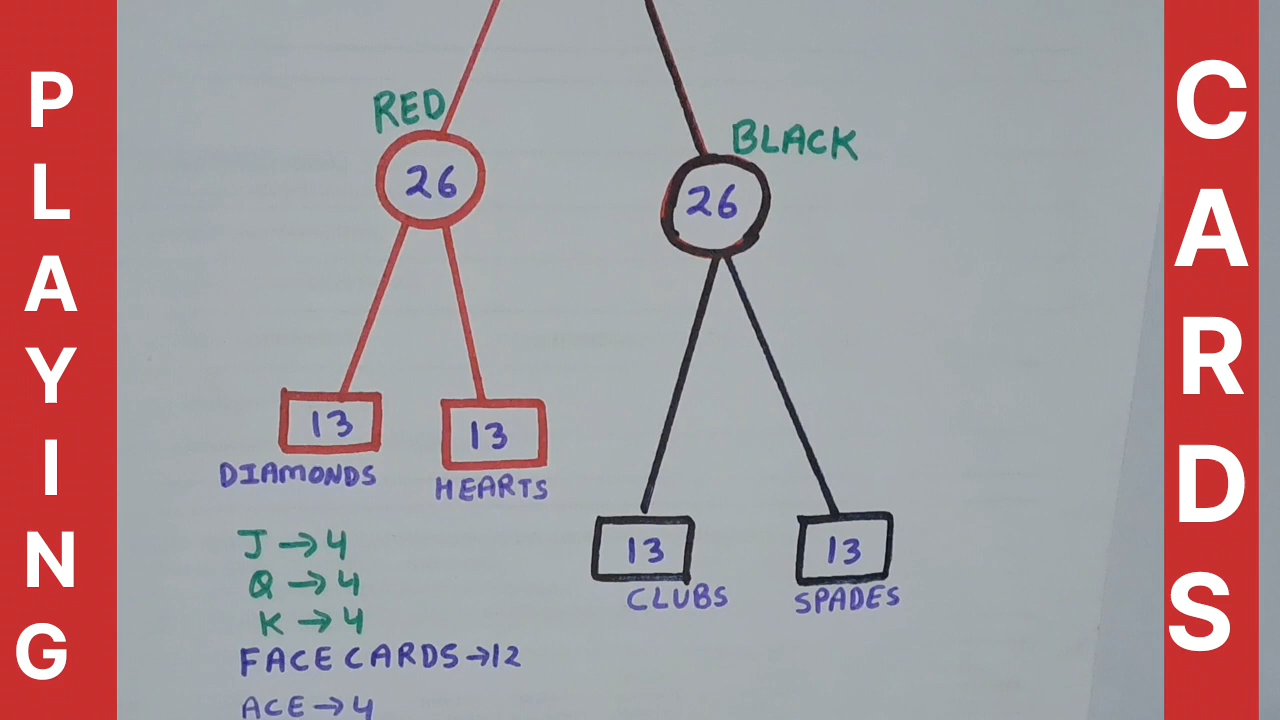 PLAYING
CARDS
RED
BLACK
26
26
13
13
DIAMONDS
HEARTS
13
13
CLUBS
SPADES
J → 4
Q → 4
K → 4
FACE CARDS → 12
ACE → 4